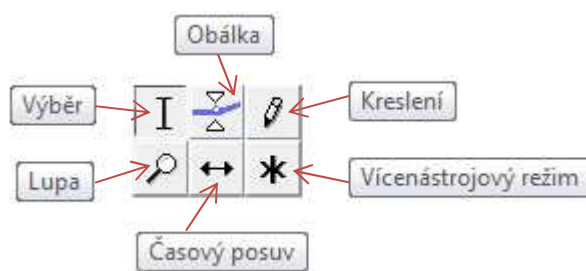 Obálka
Výběr
Kreslení
Lupa
Vícenástrojový režim
Časový posuv